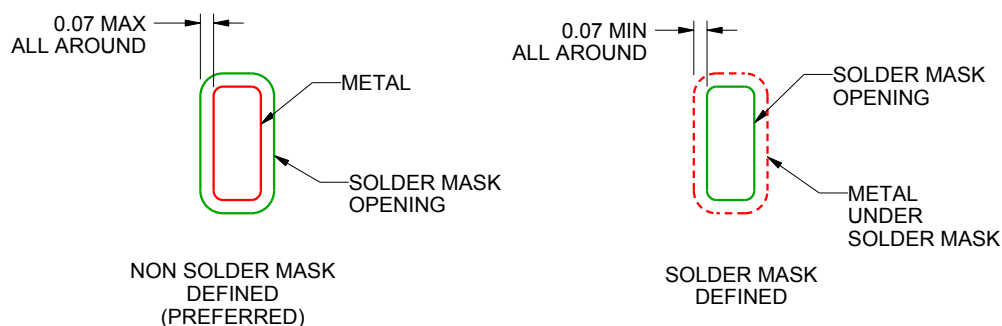 0.07 MAX
ALL AROUND
METAL
SOLDER MASK
OPENING
NON SOLDER MASK
DEFINED
(PREFERRED)
0.07 MIN
ALL AROUND
SOLDER MASK
OPENING
METAL
UNDER
SOLDER MASK
SOLDER MASK
DEFINED